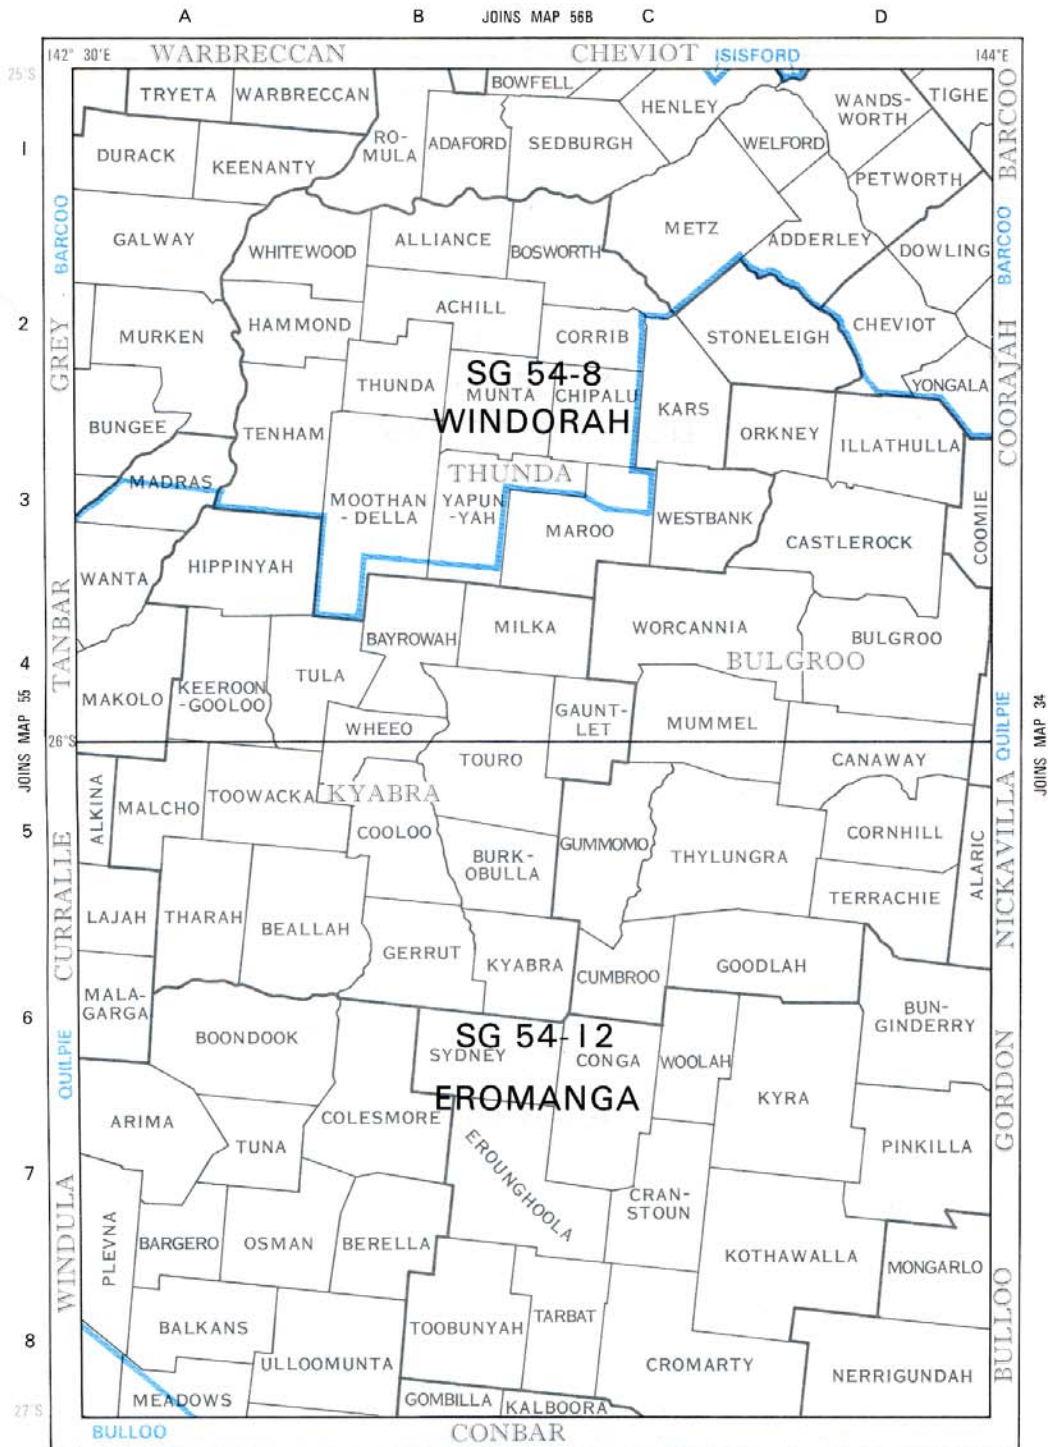 A
B
JOINS MAP 56B
C
D
142° 30'E
WARBRECCAN
CHEVIOT
ISISFORD
144°E
25°S
TRYETA
WARBRECCAN
BOWFELL
HENLEY
WANDS-
WORTH
TIGHE
BARCOO
1
DURACK
KEENANTY
RO-
MULA
ADAFORD
SEDBURGH
WELFORD
PETWORTH
BARCOO
GALWAY
WHITEWOOD
ALLIANCE
BOSWORTH
METZ
ADDERLEY
DOWLING
BARCOO
2
GREY
MURKEN
HAMMOND
ACHILL
CORRIB
STONELEIGH
CHEVIOT
YONGALA
COORAJAH
THUNDA
SG 54-8
MUNTA
CHIPALU
WINDORAH
KARS
ORKNEY
ILLATHULLA
BUNGEE
TENHAM
THUNDA
3
MADRAS
MOOTHAN
-DELLA
YAPUN
-YAH
MAROO
WESTBANK
CASTLEROCK
COOMIE
WANTA
HIPPINYAH
TANBAR
BAYROWAH
MILKA
WORCANNIA
BULGROO
BULGROO
4
JOINS MAP 55
MAKOLO
KEEROON
-GOOLOO
TULA
WHEEO
GAUNT-
LET
MUMMEL
QUILPIE
JOINS MAP 34
26°S
TOURO
CANAWAY
ALKINA
MALCHO
TOOWACKA
KYABRA
5
COOLOO
BURK-
OBULLA
GUMMOMO
THYLUNGRA
CORNHILL
TERRACHIE
ALARIC
NICKAVILLA
CURRALLE
LAJAH
THARAH
BEALLAH
GERRUT
KYABRA
CUMBROO
GOODLAH
MALA-
GARGA
6
BOONDOOK
SG 54-12
SYDNEY
CONGA
WOOLAH
BUN-
GINDERRY
QUILPIE
EROMANGA
KYRA
GORDON
ARIMA
TUNA
COLESMORE
EROUNGHOOLA
PINKILLA
7
CRAN-
STOUN
WINDULA
PLEVNA
BARGERO
OSMAN
BERELLA
KOTHAWALLA
MONGARLO
8
BALKANS
ULLOOMUNTA
TOOBUNYAH
TARBAT
CROMARTY
NERRIGUNDAH
BULLOO
MEADOWS
GOMBILLA
KALBOORA
27°S
BULLOO
CONBAR